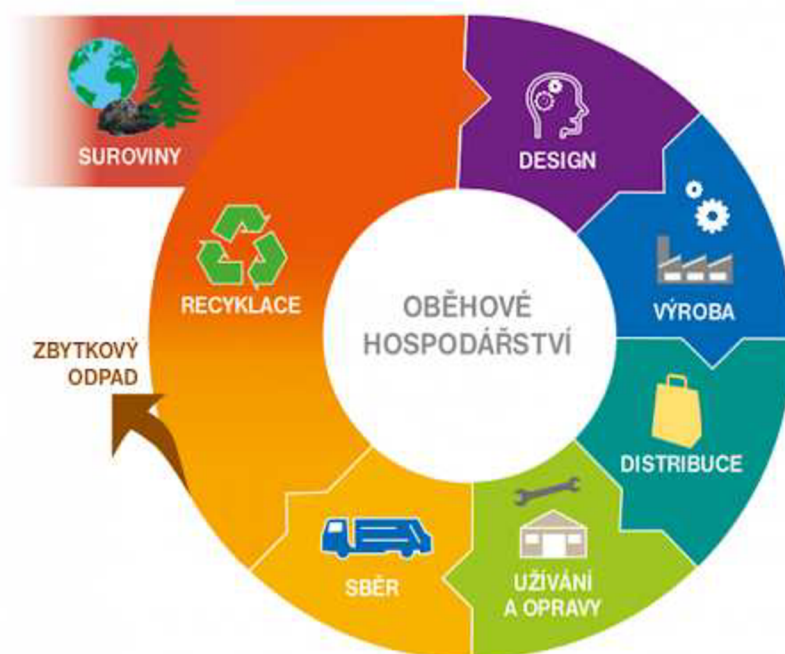 SUROVINY
DESIGN
VÝROBA
DISTRIBUCE
UŽÍVÁNÍ
A OPRAVY
SBĚR
RECYKLACE
ZBYTKOVÝ
ODPAD
OBĚHOVÉ
HOSPODÁŘSTVÍ